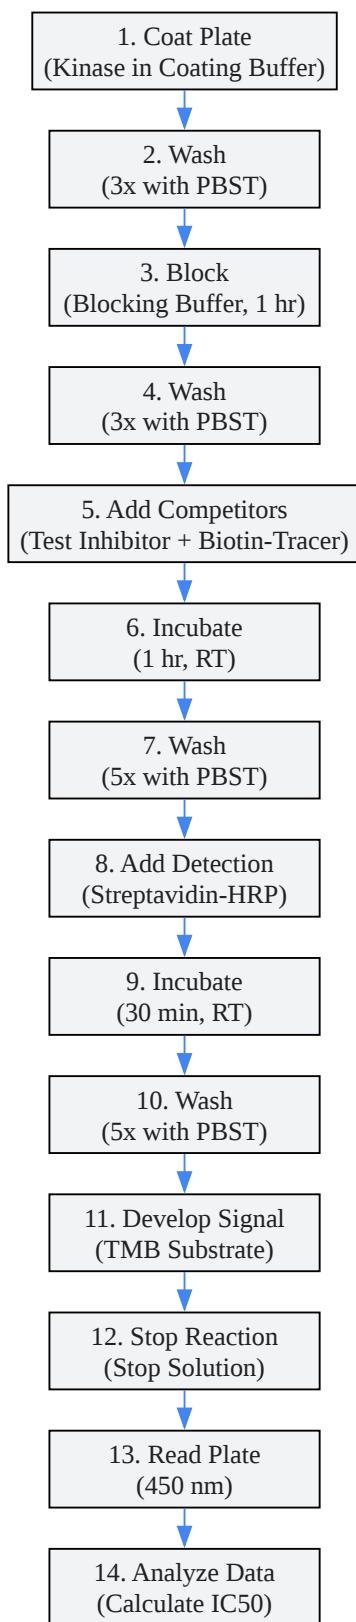 1. Coat Plate
(Kinase in Coating Buffer)
2. Wash
(3x with PBST)
3. Block
(Blocking Buffer, 1 hr)
4. Wash
(3x with PBST)
5. Add Competitors
(Test Inhibitor + Biotin-Tracer)
6. Incubate
(1 hr, RT)
7. Wash
(5x with PBST)
8. Add Detection
(Streptavidin-HRP)
9. Incubate
(30 min, RT)
10. Wash
(5x with PBST)
11. Develop Signal
(TMB Substrate)
12. Stop Reaction
(Stop Solution)
13. Read Plate
(450 nm)
14. Analyze Data
(Calculate IC50)